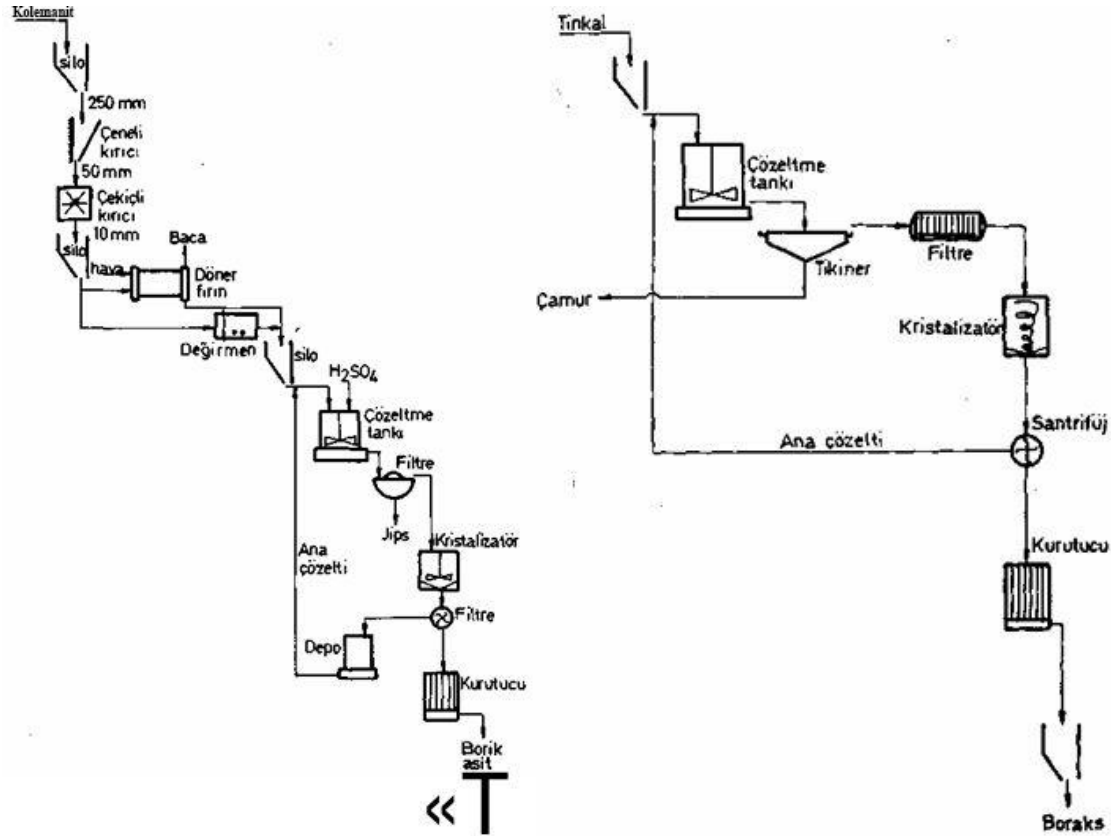 Kolemanit
silo
250 mm
Çeneli
kırıcı
50 mm
Çekiçli
kırıcı
10 mm
silo
hava
Baca
Döner
fırın
Değirmen
silo
H₂SO₄
Çözeltme
tankı
Filtre
Jips
Kristalizatör
Ana
çözelti
Filtre
Depo
Kurutucu
Borik
asit
«
Tinkal
Çözeltme
tankı
Tikiner
Filtre
Çamur
Kristalizatör
Santrifüj
Ana çözelti
Kurutucu
Boraks